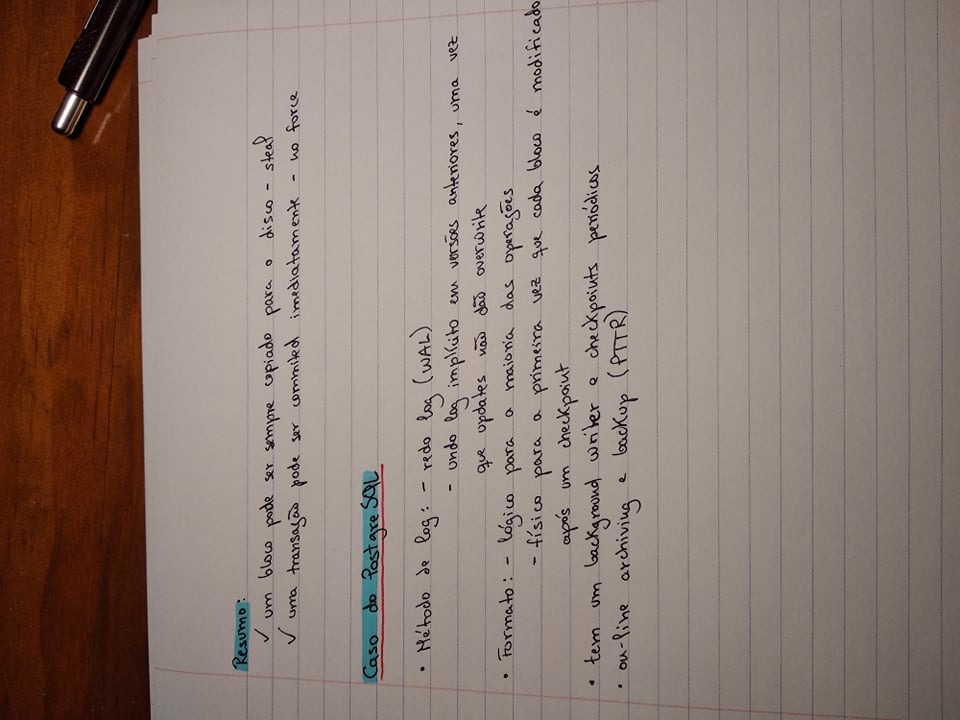 Resumo:
✓ um bloco pode ser sempre copiado para o disco - steal
✓ uma transação pode ser commited imediatamente - no force
Caso do PostgreSQL
• Método de log: - redo log (WAL)
- undo log implícito em versões anteriores, uma vez
que updates não dão overwrite
• Formato: - lógico para a maioria das operações
- físico para a primeira vez que cada bloco é modificado
após um checkpoint
• tem um background writer e checkpoints periódicos
• on-line archiving e backup (PTTR)